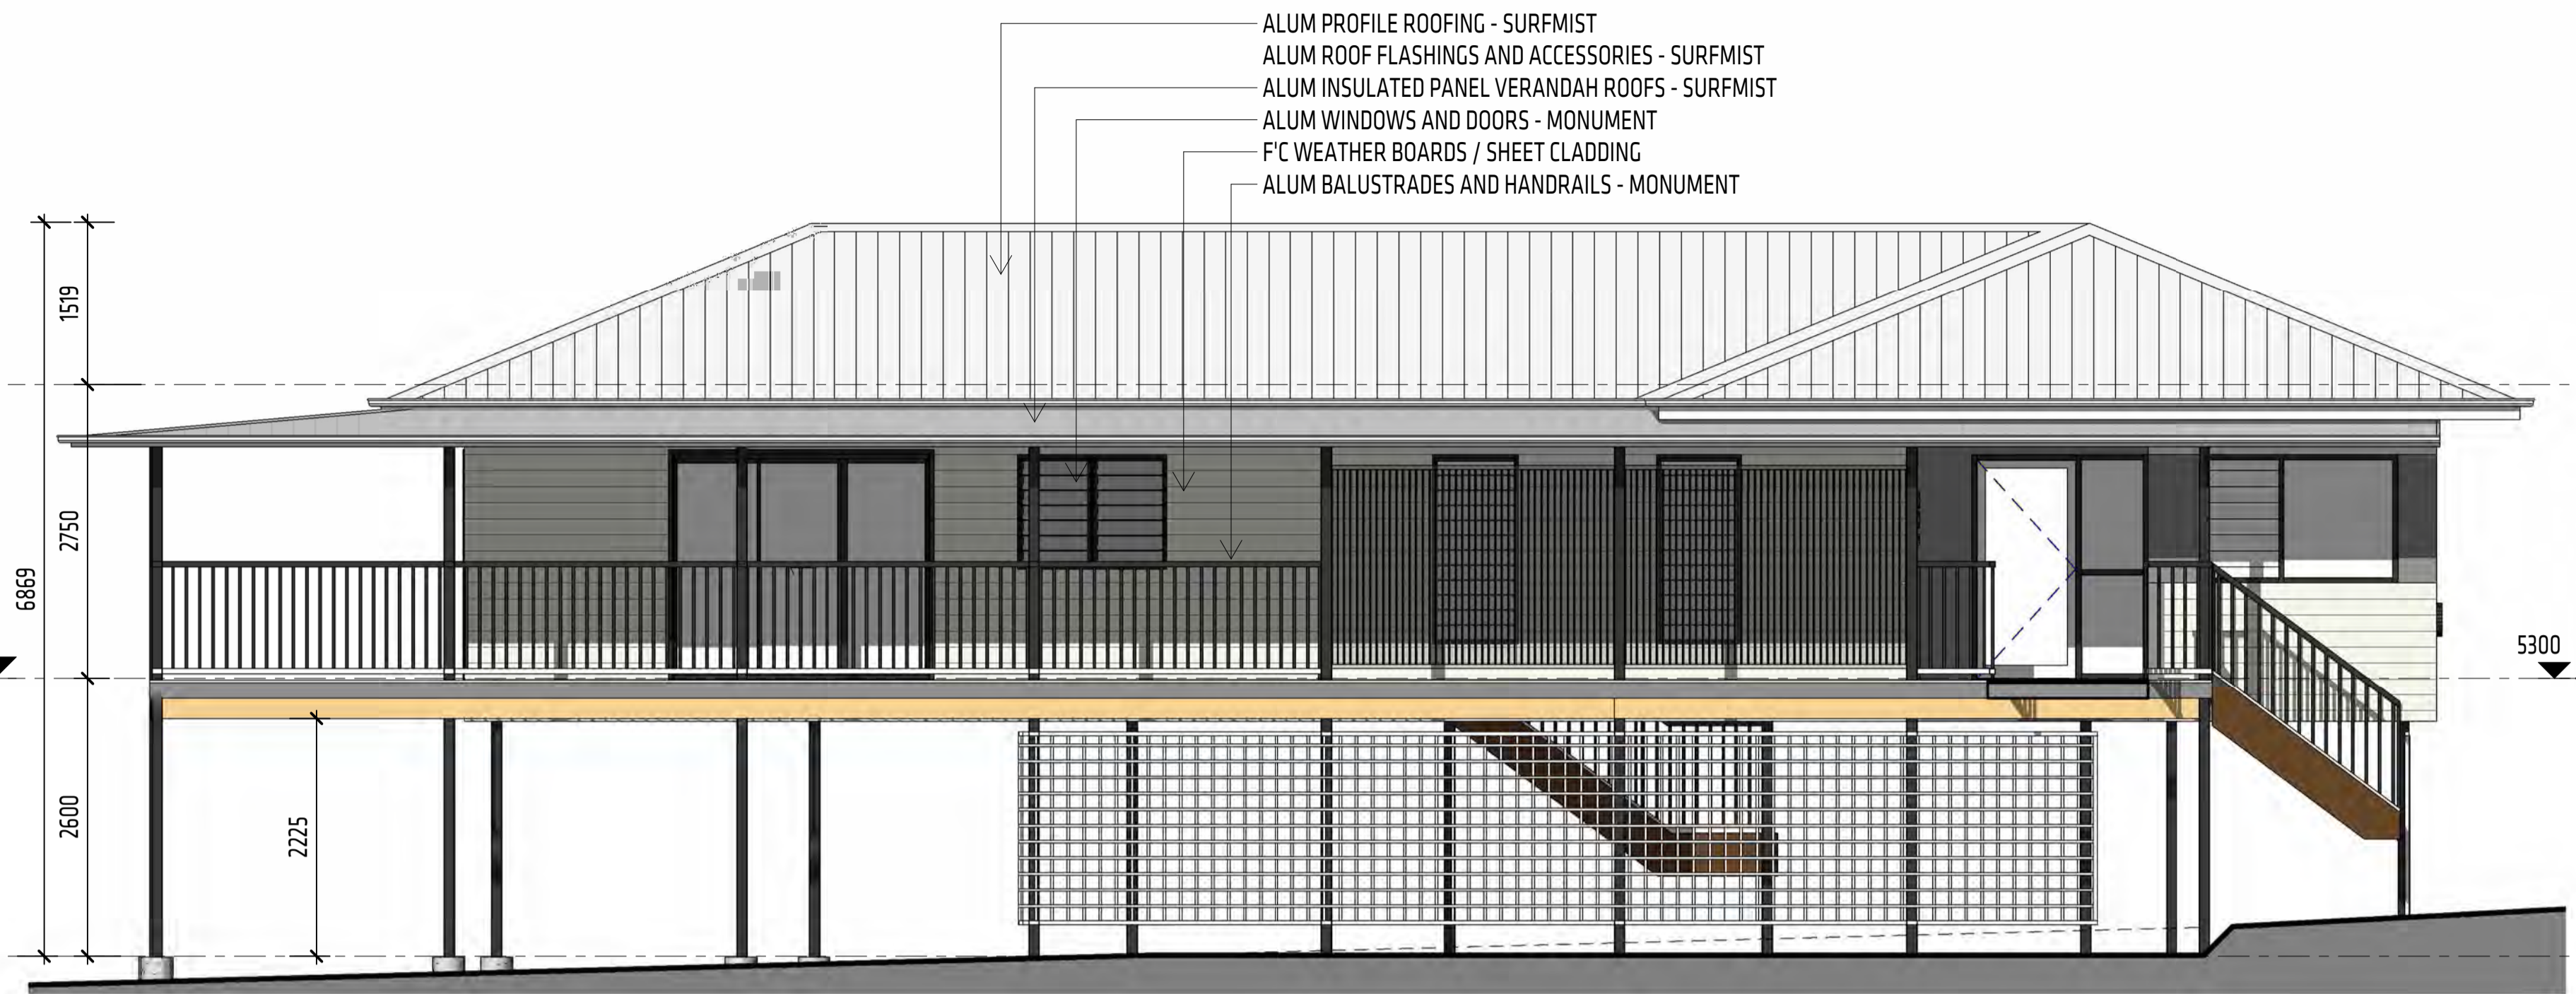 ALUM PROFILE ROOFING - SURFMIST
ALUM ROOF FLASHINGS AND ACCESSORIES - SURFMIST
ALUM INSULATED PANEL VERANDAH ROOFS - SURFMIST
ALUM WINDOWS AND DOORS - MONUMENT
F'C WEATHER BOARDS / SHEET CLADDING
ALUM BALUSTRADES AND HANDRAILS - MONUMENT
1519
2750
6869
5300
2600
2225